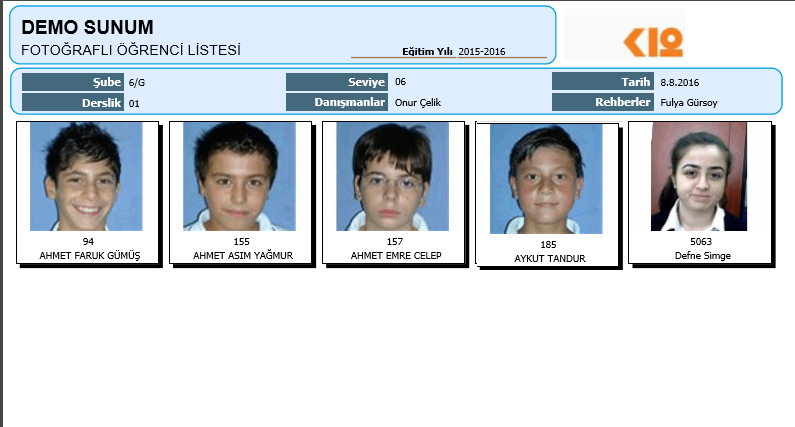 DEMO SUNUM
FOTOĞRAFLI ÖĞRENCİ LİSTESİ
Eğitim Yılı 2015-2016
K12
Şube 6/G Seviye 06 Tarih 8.8.2016
Derslik 01 Danışmanlar Onur Çelik Rehberler Fulya Gürsoy
94 155 157 185 5063
AHMET FARUK GÜMÜŞ AHMET ASIM YAĞMUR AHMET EMRE CELEP AYKUT TANDUR Defne Simge